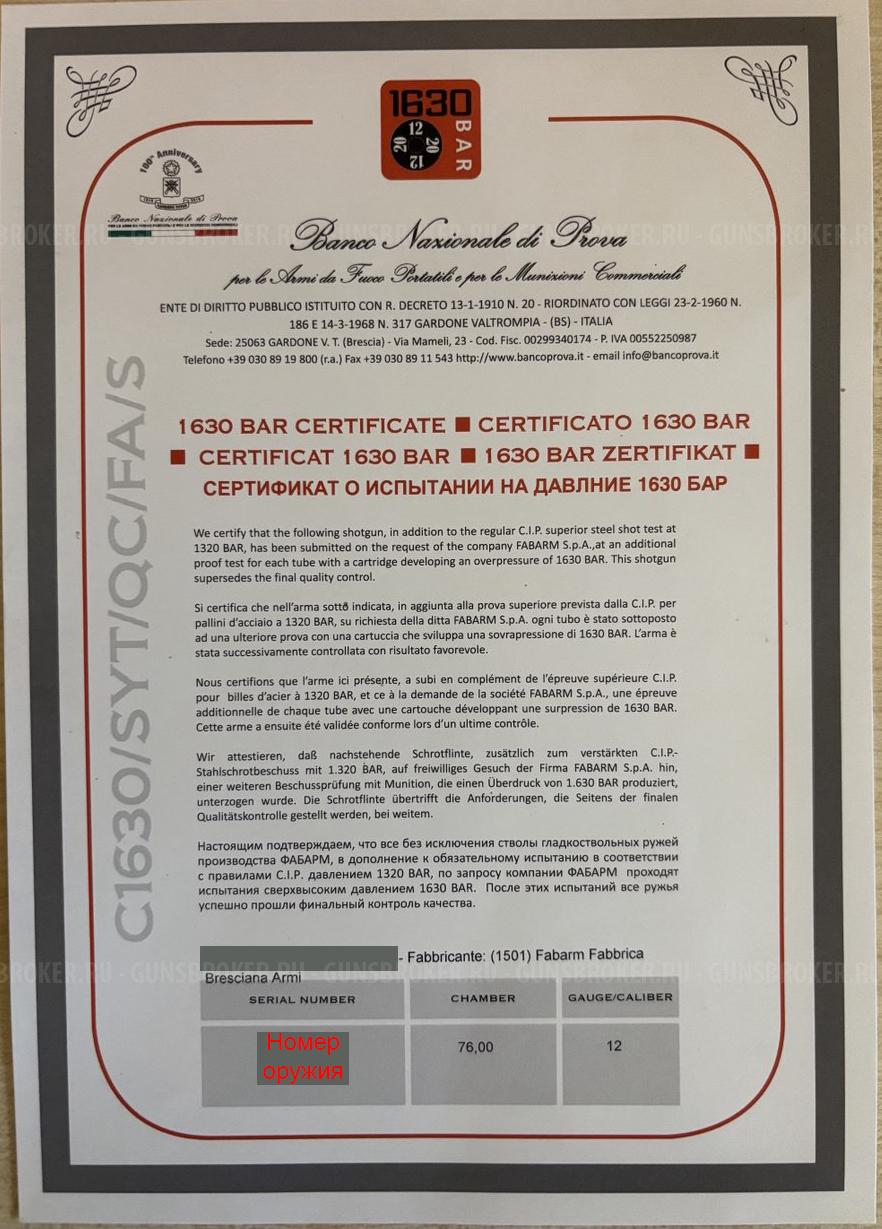 1630
BAR
12
20
20
12
100th Anniversary
Banco Nazionale di Prova
Banco Nazionale di Prova
per le Armi da Fuoco Portatili e per le Munizioni Commerciali
ENTE DI DIRITTO PUBBLICO ISTITUITO CON R. DECRETO 13-1-1910 N. 20 - RIORDINATO CON LEGGI 23-2-1960 N.
186 E 14-3-1968 N. 317 GARDONE VALTROMPIA - (BS) - ITALIA
Sede: 25063 GARDONE V. T. (Brescia) - Via Mameli, 23 - Cod. Fisc. 00299340174 - P. IVA 00552250987
Telefono +39 030 89 19 800 (r.a.) Fax +39 030 89 11 543 http://www.bancoprova.it - email info@bancoprova.it
C1630/SYT/QC/FA/S
1630 BAR CERTIFICATE ■ CERTIFICATO 1630 BAR
■ CERTIFICAT 1630 BAR ■ 1630 BAR ZERTIFIKAT ■
СЕРТИФИКАТ О ИСПЫТАНИИ НА ДАВЛНИЕ 1630 БАР
We certify that the following shotgun, in addition to the regular C.I.P. superior steel shot test at
1320 BAR, has been submitted on the request of the company FABARM S.p.A.,at an additional
proof test for each tube with a cartridge developing an overpressure of 1630 BAR. This shotgun
supersedes the final quality control.
Si certifica che nell'arma sotto indicata, in aggiunta alla prova superiore prevista dalla C.I.P. per
pallini d'acciaio a 1320 BAR, su richiesta della ditta FABARM S.p.A. ogni tubo è stato sottoposto
ad una ulteriore prova con una cartuccia che sviluppa una sovrapressione di 1630 BAR. L'arma è
stata successivamente controllata con risultato favorevole.
Nous certifions que l'arme ici présente, a subi en complément de l'épreuve supérieure C.I.P.
pour billes d'acier à 1320 BAR, et ce à la demande de la société FABARM S.p.A., une épreuve
additionnelle de chaque tube avec une cartouche développant une surpression de 1630 BAR.
Cette arme a ensuite été validée conforme lors d'un ultime contrôle.
Wir attestieren, daß nachstehende Schrotflinte, zusätzlich zum verstärkten C.I.P.-
Stahlschrotbeschuss mit 1.320 BAR, auf freiwilliges Gesuch der Firma FABARM S.p.A. hin,
einer weiteren Beschussprüfung mit Munition, die einen Überdruck von 1.630 BAR produziert,
unterzogen wurde. Die Schrotflinte übertrifft die Anforderungen, die Seitens der finalen
Qualitätskontrolle gestellt werden, bei weitem.
Настоящим подтверждаем, что все без исключения стволы гладкоствольных ружей
производства ФАБАРМ, в дополнение к обязательному испытанию в соответствии
с правилами C.I.P. давлением 1320 BAR, по запросу компании ФАБАРМ проходят
испытания сверхвысоким давлением 1630 BAR. После этих испытаний все ружья
успешно прошли финальный контроль качества.
- Fabbricante: (1501) Fabarm Fabbrica
Bresciana Armi
SERIAL NUMBER CHAMBER GAUGE/CALIBER
Номер
оружия
76,00 12
GUNSBROKER.RU - GUNSBROKER.RU